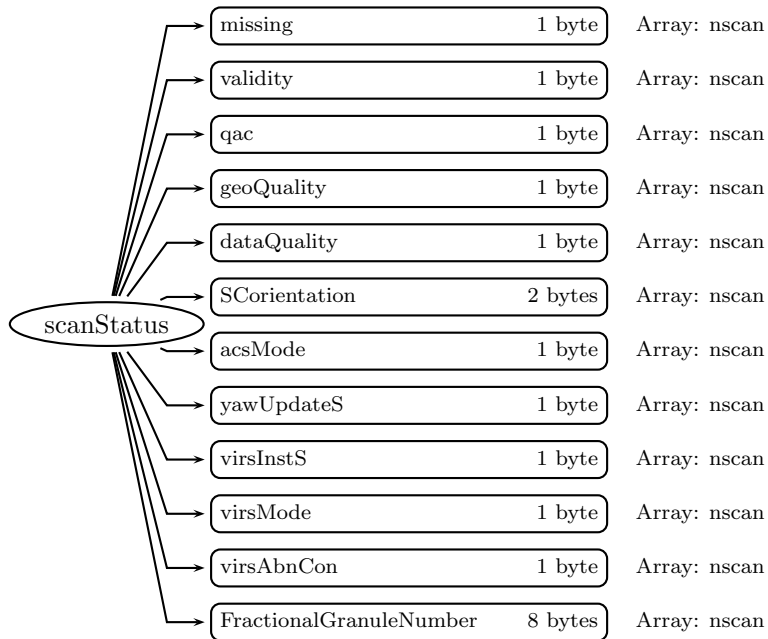 missing 1 byte Array: nscan
validity 1 byte Array: nscan
qac 1 byte Array: nscan
geoQuality 1 byte Array: nscan
dataQuality 1 byte Array: nscan
SCorientation 2 bytes Array: nscan
scanStatus
acsMode 1 byte Array: nscan
yawUpdateS 1 byte Array: nscan
virsInstS 1 byte Array: nscan
virsMode 1 byte Array: nscan
virsAbnCon 1 byte Array: nscan
FractionalGranuleNumber 8 bytes Array: nscan